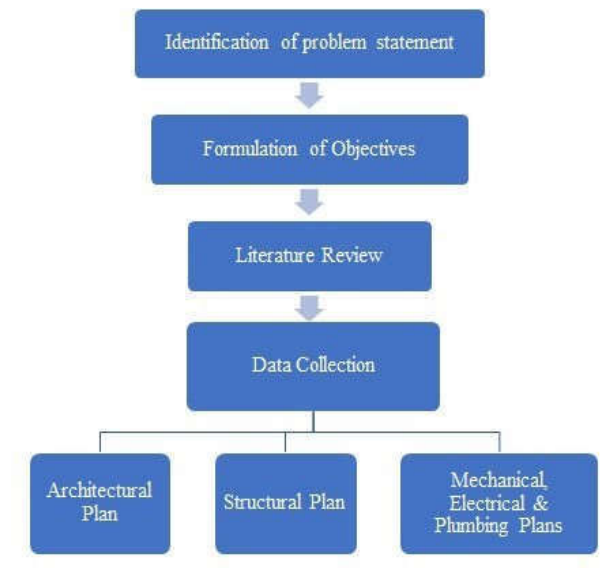 Identification of problem statement
Formulation of Objectives
Literature Review
Data Collection
Architectural
Plan
Structural Plan
Mechanical,
Electrical &
Plumbing Plans